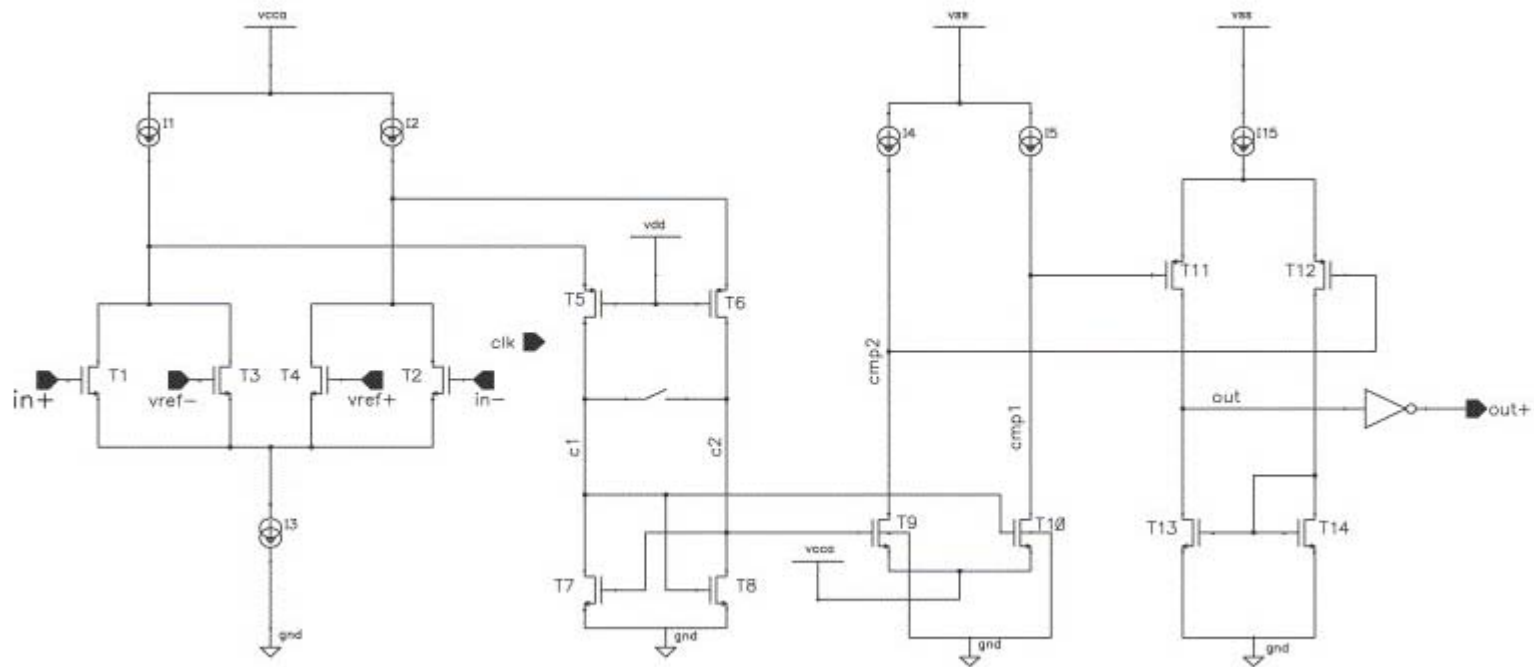 vcca
vss
vss
I1
I2
I4
I5
I15
vdd
T5
T6
T11
T12
clk
cmp2
T1
T3
T4
T2
in+
vref-
vref+
in-
out
out+
c1
c2
cmp1
I3
T9
T10
T13
T14
T7
T8
gnd
gnd
gnd
gnd